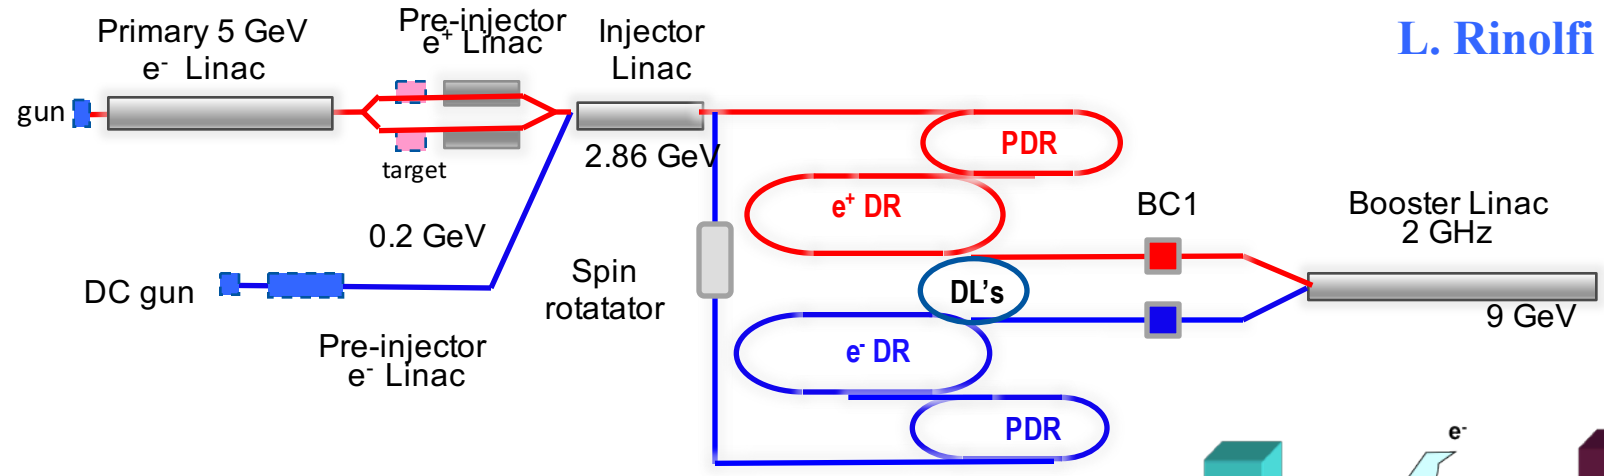 L. Rinolfi
Primary 5 GeV
e⁻ Linac
Pre-injector
e⁺ Linac
Injector
Linac
gun
target
2.86 GeV
PDR
e⁺ DR
BC1
Booster Linac
2 GHz
0.2 GeV
DC gun
Spin
rotatator
DL's
9 GeV
Pre-injector
e⁻ Linac
e⁻ DR
PDR
e⁻